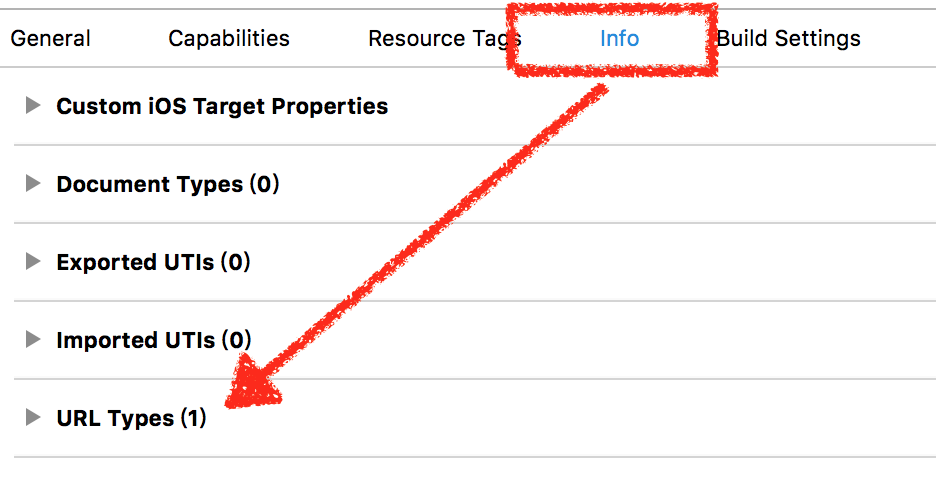 General Capabilities Resource Tags Info Build Settings
Custom iOS Target Properties
Document Types (0)
Exported UTIs (0)
Imported UTIs (0)
URL Types (1)